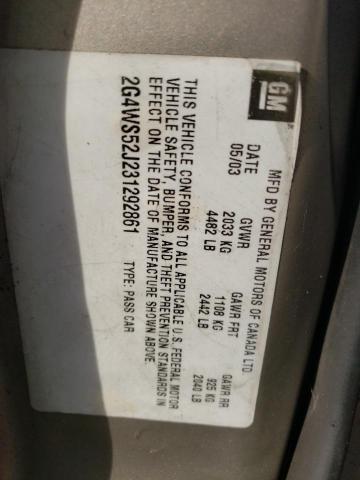 GM
MFD BY GENERAL MOTORS OF CANADA LTD
DATE GVWR GAWR FRT GAWR RR
05/03 2033 KG 1108 KG 925 KG
4482 LB 2442 LB 2040 LB
THIS VEHICLE CONFORMS TO ALL APPLICABLE U.S. FEDERAL MOTOR
VEHICLE SAFETY, BUMPER, AND THEFT PREVENTION STANDARDS IN
EFFECT ON THE DATE OF MANUFACTURE SHOWN ABOVE.
2G4WS52J231292861 TYPE: PASS CAR